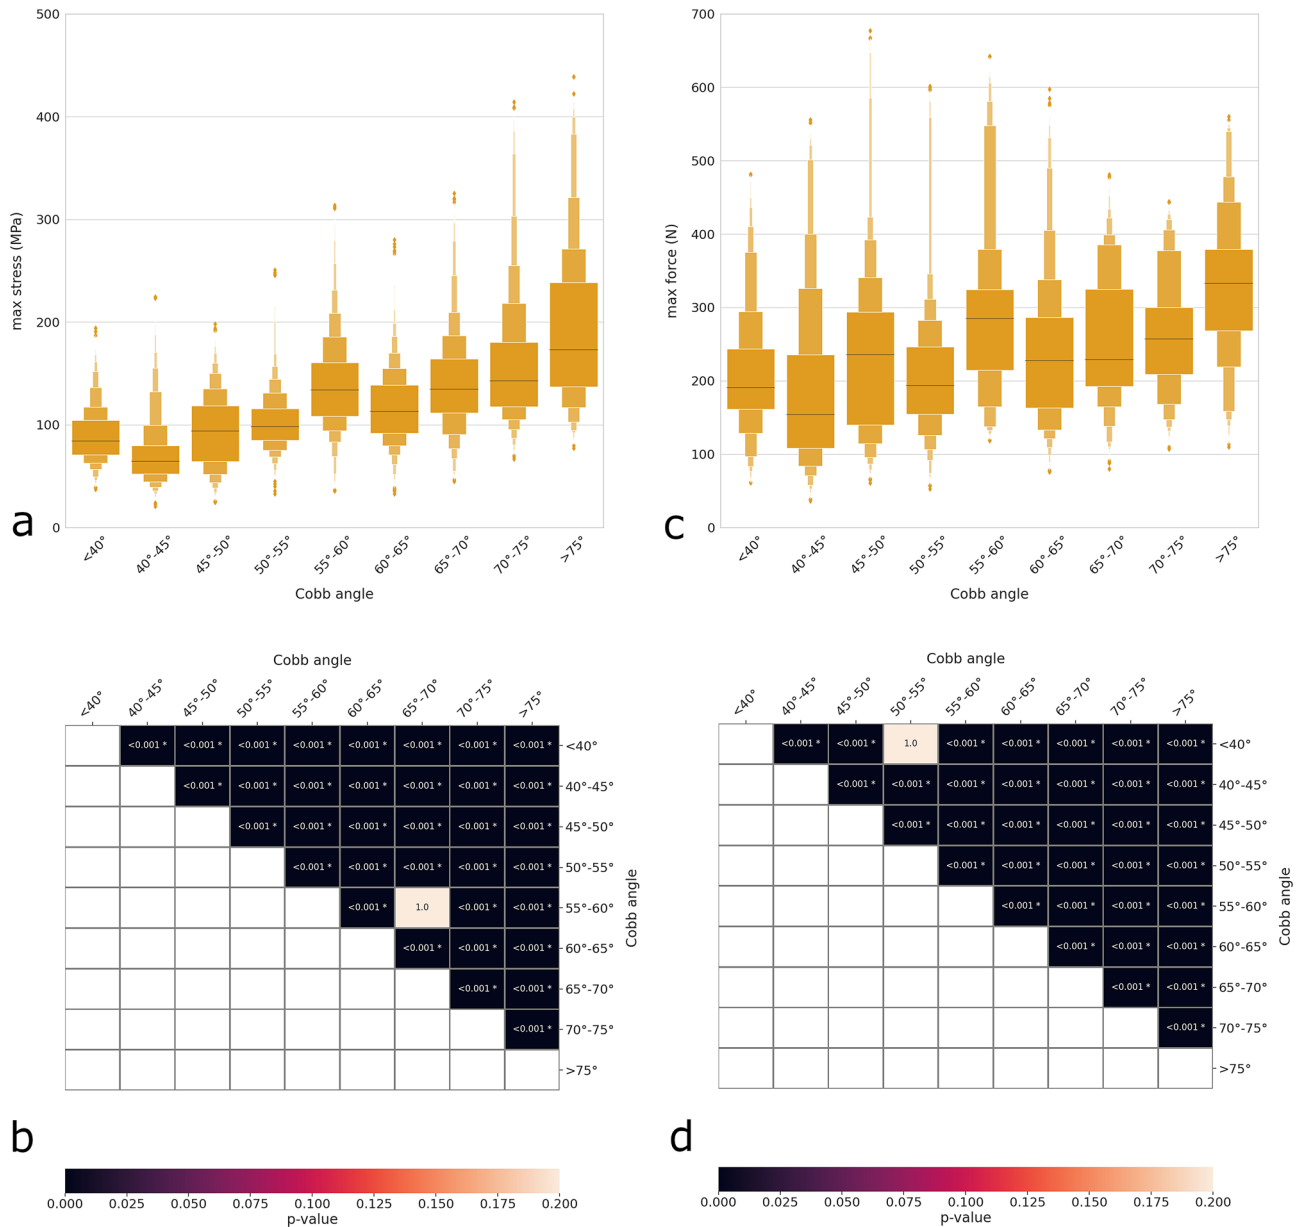 500
400
300
200
100
0
max stress (MPa)
<40°
40°-45°
45°-50°
50°-55°
55°-60°
60°-65°
65°-70°
70°-75°
>75°
Cobb angle
a
700
600
500
400
300
200
100
0
max force (N)
<40°
40°-45°
45°-50°
50°-55°
55°-60°
60°-65°
65°-70°
70°-75°
>75°
Cobb angle
c
Cobb angle
<40° 40°-45° 45°-50° 50°-55° 55°-60° 60°-65° 65°-70° 70°-75° >75°
<0.001 * <0.001 * <0.001 * <0.001 * <0.001 * <0.001 * <0.001 * <0.001 * <40°
<0.001 * <0.001 * <0.001 * <0.001 * <0.001 * <0.001 * <0.001 * 40°-45°
<0.001 * <0.001 * <0.001 * <0.001 * <0.001 * <0.001 * 45°-50°
<0.001 * <0.001 * <0.001 * <0.001 * <0.001 * 50°-55°
<0.001 * 1.0 <0.001 * <0.001 * 55°-60°
<0.001 * <0.001 * <0.001 * 60°-65°
<0.001 * <0.001 * 65°-70°
<0.001 * 70°-75°
>75°
Cobb angle
b
0.000 0.025 0.050 0.075 0.100 0.125 0.150 0.175 0.200
p-value
Cobb angle
<40° 40°-45° 45°-50° 50°-55° 55°-60° 60°-65° 65°-70° 70°-75° >75°
<0.001 * <0.001 * 1.0 <0.001 * <0.001 * <0.001 * <0.001 * <0.001 * <40°
<0.001 * <0.001 * <0.001 * <0.001 * <0.001 * <0.001 * <0.001 * 40°-45°
<0.001 * <0.001 * <0.001 * <0.001 * <0.001 * <0.001 * 45°-50°
<0.001 * <0.001 * <0.001 * <0.001 * <0.001 * 50°-55°
<0.001 * <0.001 * <0.001 * <0.001 * 55°-60°
<0.001 * <0.001 * <0.001 * 60°-65°
<0.001 * <0.001 * 65°-70°
<0.001 * 70°-75°
>75°
Cobb angle
d
0.000 0.025 0.050 0.075 0.100 0.125 0.150 0.175 0.200
p-value